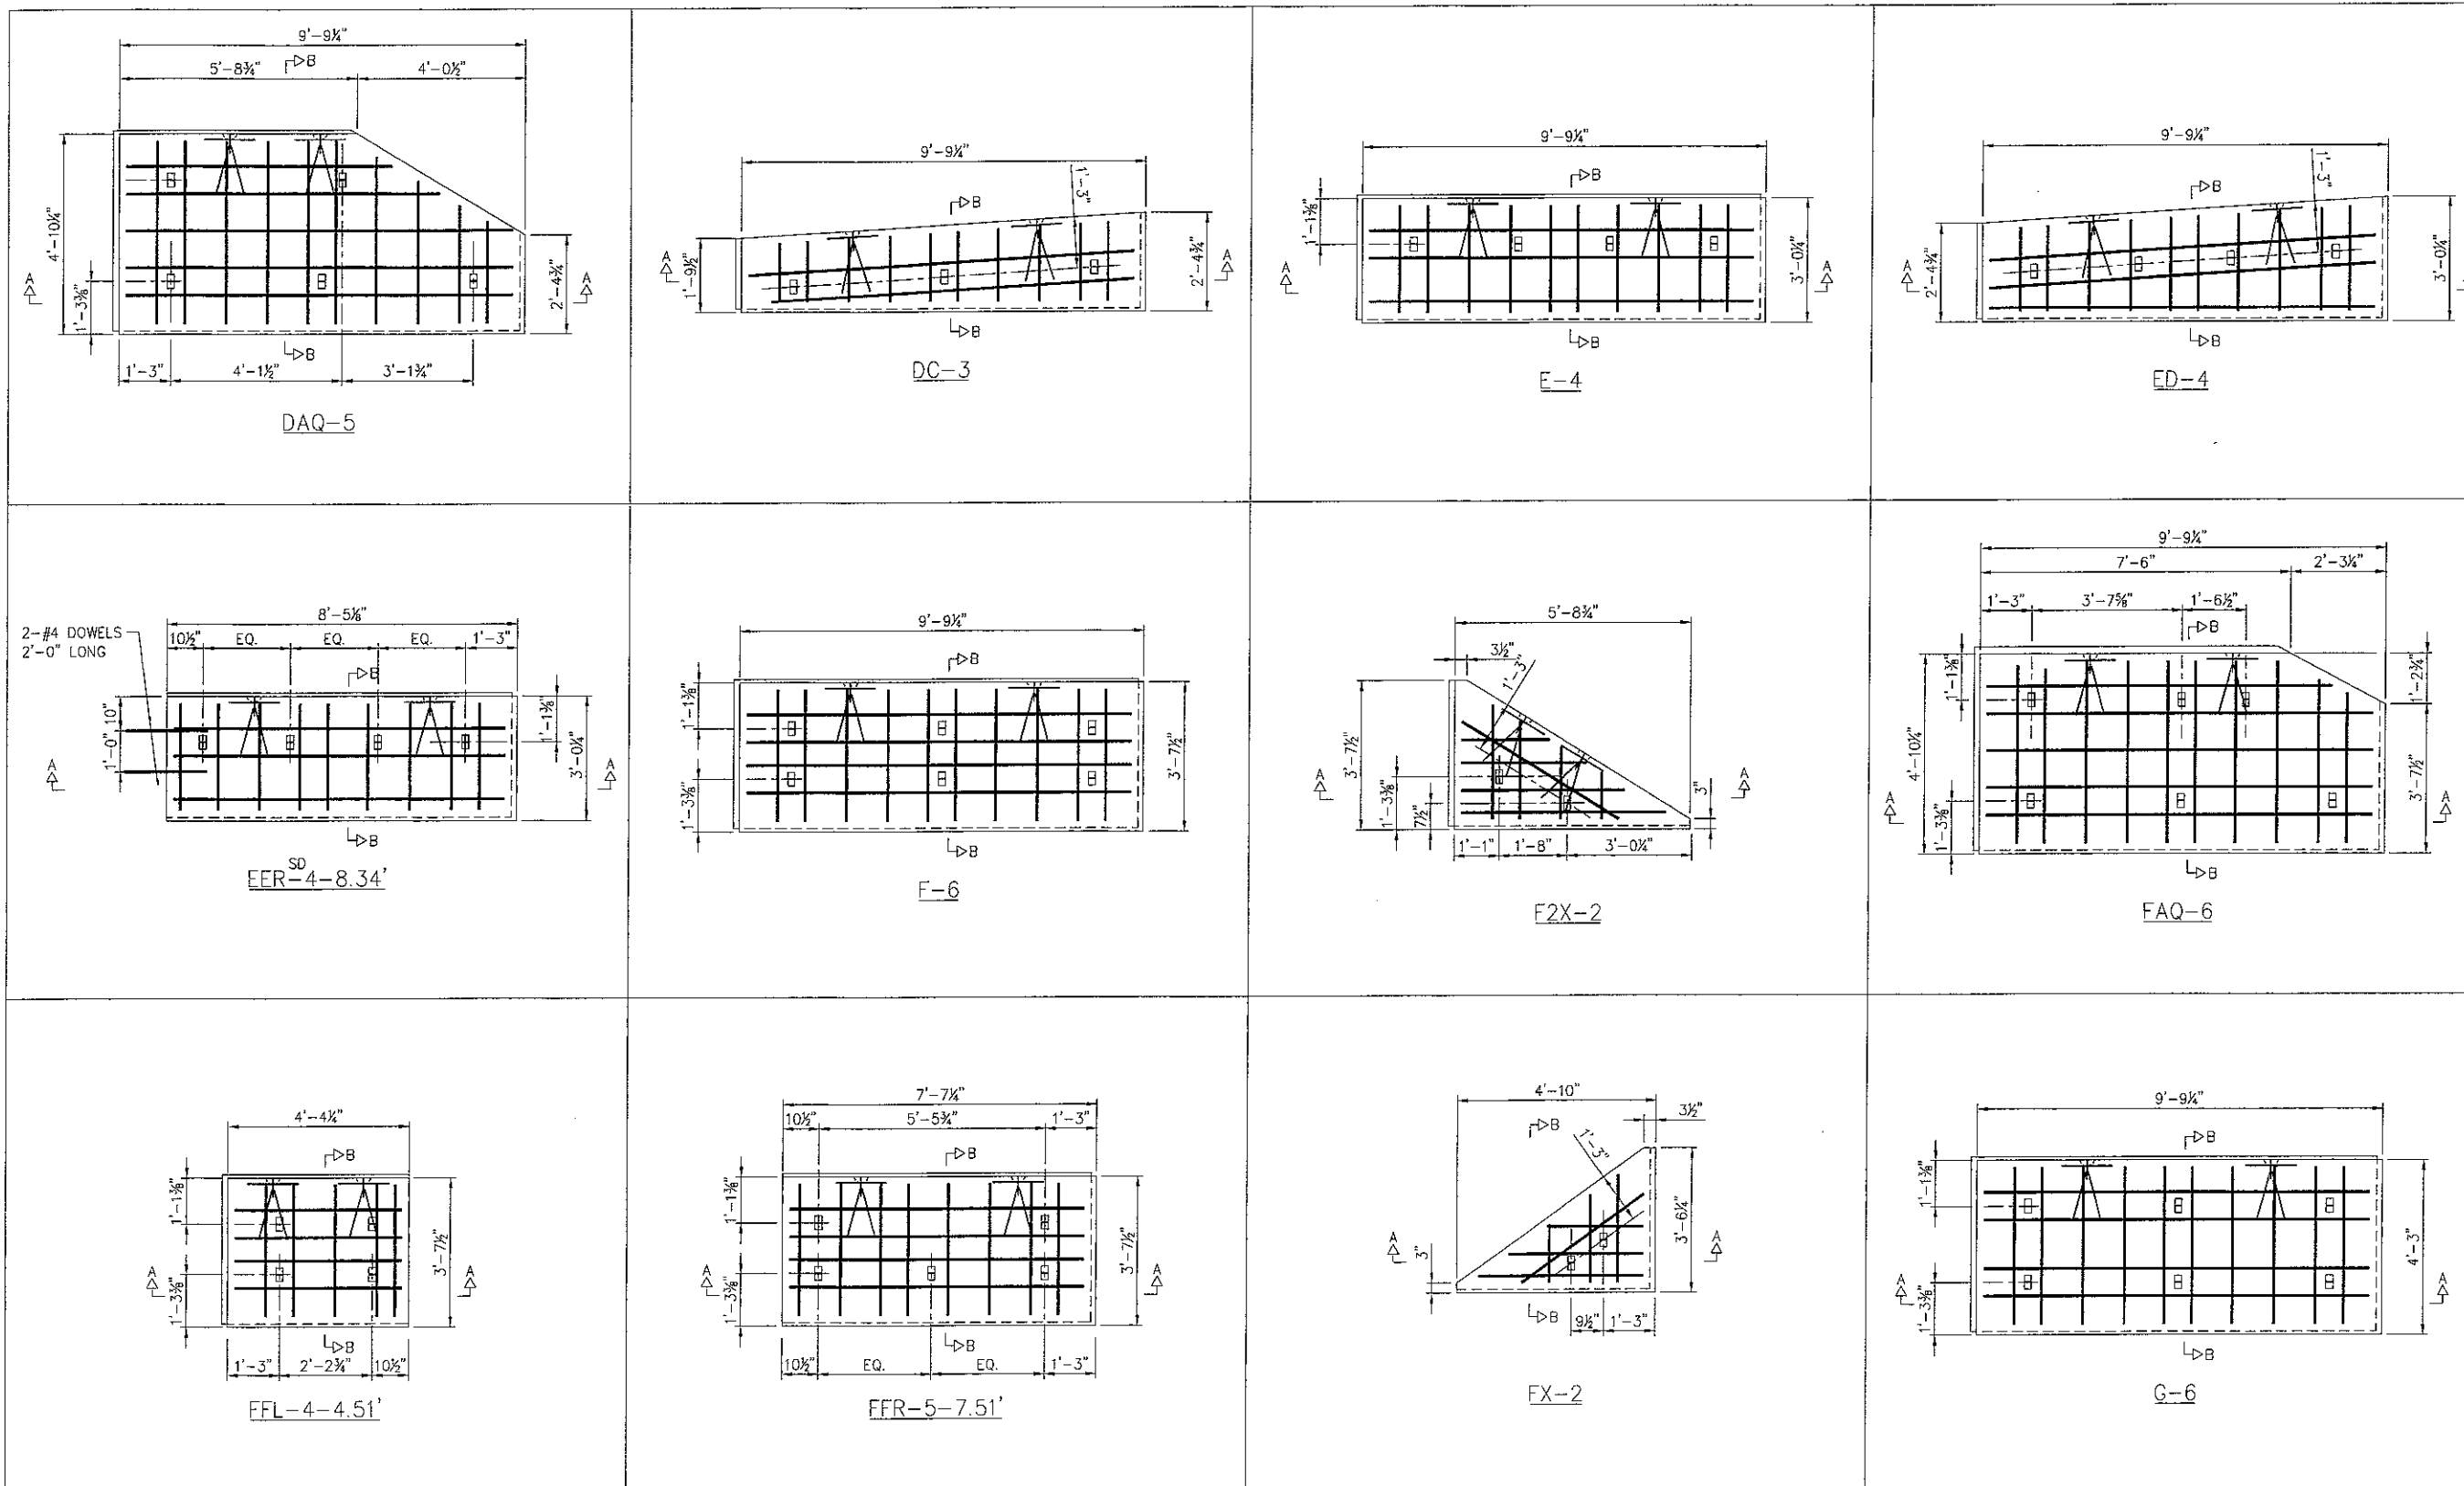 9'-9¼"
5'-8¾"
4'-0½"
B
4'-10¼"
1'-3⅜"
2'-4¾"
A
A
B
1'-3"
4'-1½"
3'-1¾"
DAQ-5
9'-9¼"
1'-3"
B
A
1'-9½"
2'-4¾"
A
B
DC-3
9'-9¼"
B
1'-1⅜"
3'-0¼"
A
A
B
E-4
9'-9¼"
1'-3"
B
A
2'-4¾"
3'-0¼"
B
ED-4
8'-5⅛"
2-#4 DOWELS
2'-0" LONG
10½"
EQ.
EQ.
EQ.
1'-3"
B
10"
1'-0"
1'-1⅜"
3'-0¼"
A
A
B
SD
EER-4-8.34'
9'-9¼"
B
1'-1⅜"
1'-3⅜"
3'-7½"
A
A
B
F-6
5'-8¾"
3½"
1'-3"
3'-7½"
1'-3⅜"
7½"
3"
A
A
1'-1"
1'-8"
3'-0¼"
F2X-2
9'-9¼"
7'-6"
2'-3¼"
1'-3"
3'-7⅝"
1'-6½"
B
1'-1⅜"
1'-2¾"
4'-10¼"
1'-3⅜"
3'-7½"
A
A
B
FAQ-6
4'-4¼"
B
1'-1⅜"
1'-3⅜"
3'-7½"
A
A
B
1'-3"
2'-2¾"
10½"
FFL-4-4.51'
7'-7¼"
10½"
5'-5¾"
1'-3"
B
1'-1⅜"
1'-3⅜"
3'-7½"
A
A
B
10½"
EQ.
EQ.
1'-3"
FFR-5-7.51'
4'-10"
3½"
B
1'-3"
A
3"
3'-6¼"
A
B
9½"
1'-3"
FX-2
9'-9¼"
B
1'-1⅜"
1'-3⅜"
4'-3"
A
A
B
G-6